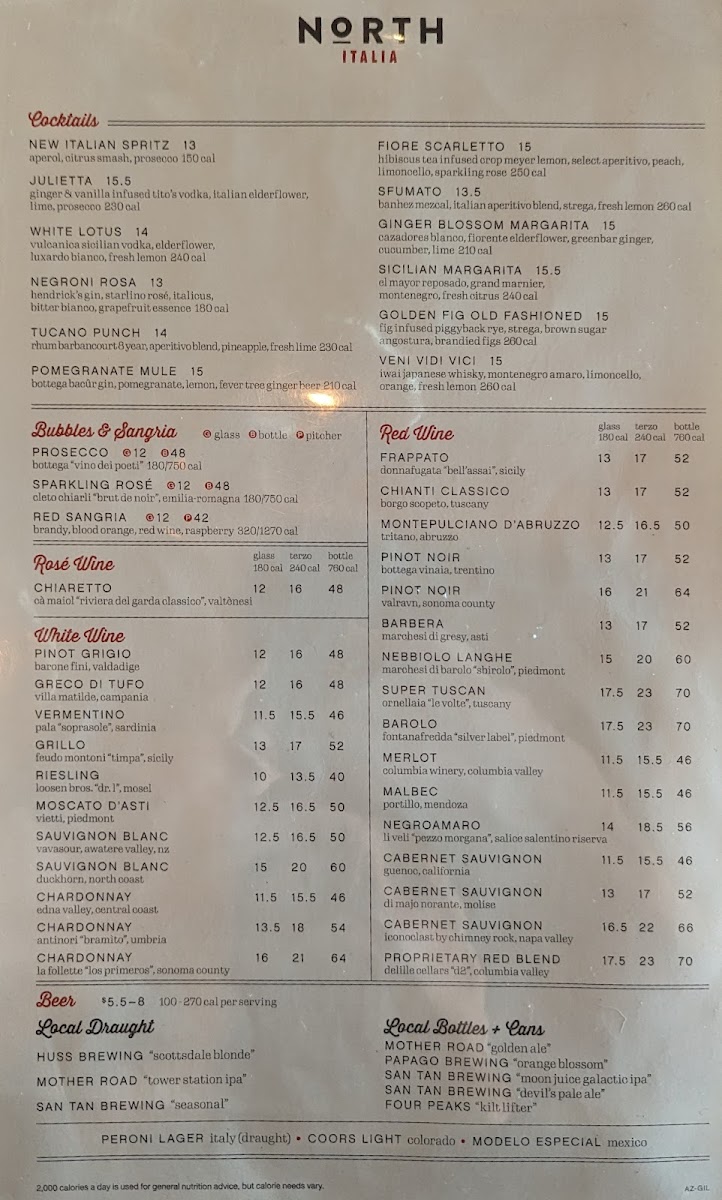 NORTH
ITALIA
Cocktails
NEW ITALIAN SPRITZ 13
aperol, citrus smash, prosecco 150 cal
JULIETTA 15.5
ginger & vanilla infused tito's vodka, italian elderflower,
lime, prosecco 230 cal
WHITE LOTUS 14
vulcanica sicilian vodka, elderflower,
luxardo bianco, fresh lemon 240 cal
NEGRONI ROSA 13
hendrick's gin, starlino rosé, italicus,
bitter bianco, grapefruit essence 180 cal
TUCANO PUNCH 14
rhum barbancourt 8 year, aperitivo blend, pineapple, fresh lime 230 cal
POMEGRANATE MULE 15
bottega bacûr gin, pomegranate, lemon, fever tree ginger beer 210 cal
FIORE SCARLETTO 15
hibiscus tea infused crop meyer lemon, select aperitivo, peach,
limoncello, sparkling rose 250 cal
SFUMATO 13.5
banhez mezcal, italian aperitivo blend, strega, fresh lemon 260 cal
GINGER BLOSSOM MARGARITA 15
cazadores blanco, fiorente elderflower, greenbar ginger,
cucumber, lime 210 cal
SICILIAN MARGARITA 15.5
el mayor reposado, grand marnier,
montenegro, fresh citrus 240 cal
GOLDEN FIG OLD FASHIONED 15
fig infused piggyback rye, strega, brown sugar
angostura, brandied figs 260 cal
VENI VIDI VICI 15
iwai japanese whisky, montenegro amaro, limoncello,
orange, fresh lemon 260 cal
Bubbles & Sangria G glass B bottle P pitcher
PROSECCO G 12 B 48
bottega "vino dei poeti" 180/750 cal
SPARKLING ROSÉ G 12 B 48
cleto chiarli "brut de noir", emilia-romagna 180/750 cal
RED SANGRIA G 12 P 42
brandy, blood orange, red wine, raspberry 320/1270 cal
Rosé Wine glass 180 cal terzo 240 cal bottle 760 cal
CHIARETTO 12 16 48
cà maiol "riviera del garda classico", valtènesi
White Wine
PINOT GRIGIO 12 16 48
barone fini, valdadige
GRECO DI TUFO 12 16 48
villa matilde, campania
VERMENTINO 11.5 15.5 46
pala "soprasole", sardinia
GRILLO 13 17 52
feudo montoni "timpa", sicily
RIESLING 10 13.5 40
loosen bros. "dr. l", mosel
MOSCATO D'ASTI 12.5 16.5 50
vietti, piedmont
SAUVIGNON BLANC 12.5 16.5 50
vavasour, awatere valley, nz
SAUVIGNON BLANC 15 20 60
duckhorn, north coast
CHARDONNAY 11.5 15.5 46
edna valley, central coast
CHARDONNAY 13.5 18 54
antinori "bramito", umbria
CHARDONNAY 16 21 64
la follette "los primeros", sonoma county
Red Wine glass 180 cal terzo 240 cal bottle 760 cal
FRAPPATO 13 17 52
donnafugata "bell'assai", sicily
CHIANTI CLASSICO 13 17 52
borgo scopeto, tuscany
MONTEPULCIANO D'ABRUZZO 12.5 16.5 50
tritano, abruzzo
PINOT NOIR 13 17 52
bottega vinaia, trentino
PINOT NOIR 16 21 64
valravn, sonoma county
BARBERA 13 17 52
marchesi di gresy, asti
NEBBIOLO LANGHE 15 20 60
marchesi di barolo "sbirolo", piedmont
SUPER TUSCAN 17.5 23 70
ornellaia "le volte", tuscany
BAROLO 17.5 23 70
fontanafredda "silver label", piedmont
MERLOT 11.5 15.5 46
columbia winery, columbia valley
MALBEC 11.5 15.5 46
portillo, mendoza
NEGROAMARO 14 18.5 56
li veli "pezzo morgana", salice salentino riserva
CABERNET SAUVIGNON 11.5 15.5 46
guenoc, california
CABERNET SAUVIGNON 13 17 52
di majo norante, molise
CABERNET SAUVIGNON 16.5 22 66
iconoclast by chimney rock, napa valley
PROPRIETARY RED BLEND 17.5 23 70
delille cellars "d2", columbia valley
Beer $5.5–8 100-270 cal per serving
Local Draught
HUSS BREWING "scottsdale blonde"
MOTHER ROAD "tower station ipa"
SAN TAN BREWING "seasonal"
Local Bottles + Cans
MOTHER ROAD "golden ale"
PAPAGO BREWING "orange blossom"
SAN TAN BREWING "moon juice galactic ipa"
SAN TAN BREWING "devil's pale ale"
FOUR PEAKS "kilt lifter"
PERONI LAGER italy (draught) • COORS LIGHT colorado • MODELO ESPECIAL mexico
2,000 calories a day is used for general nutrition advice, but calorie needs vary.
AZ-GIL